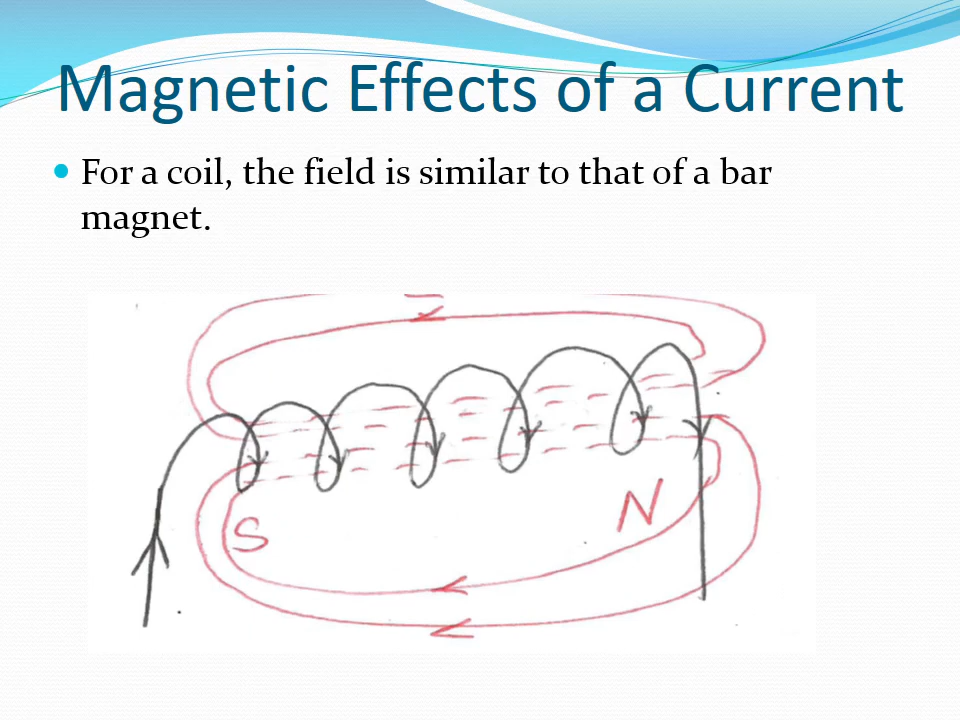 Magnetic Effects of a Current
For a coil, the field is similar to that of a bar
magnet.
S
N